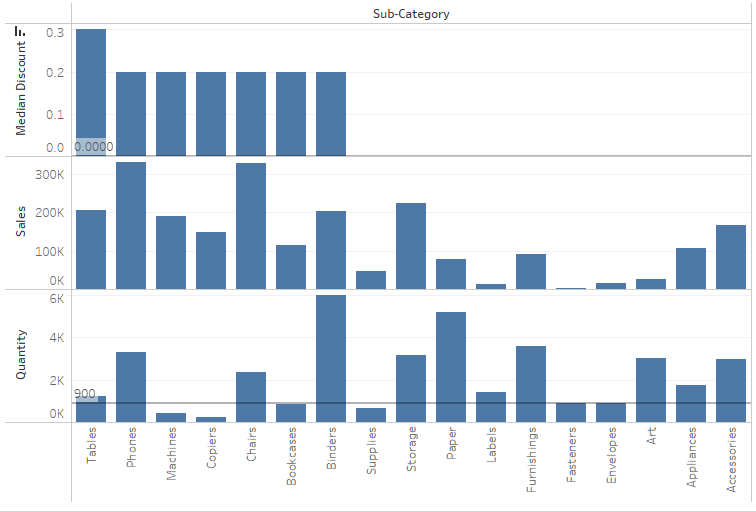 Sub-Category
Median Discount
0.3
0.2
0.1
0.0
0.0000
Sales
300K
200K
100K
0K
Quantity
6K
4K
2K
0K
900
Tables
Phones
Machines
Copiers
Chairs
Bookcases
Binders
Supplies
Storage
Paper
Labels
Furnishings
Fasteners
Envelopes
Art
Appliances
Accessories